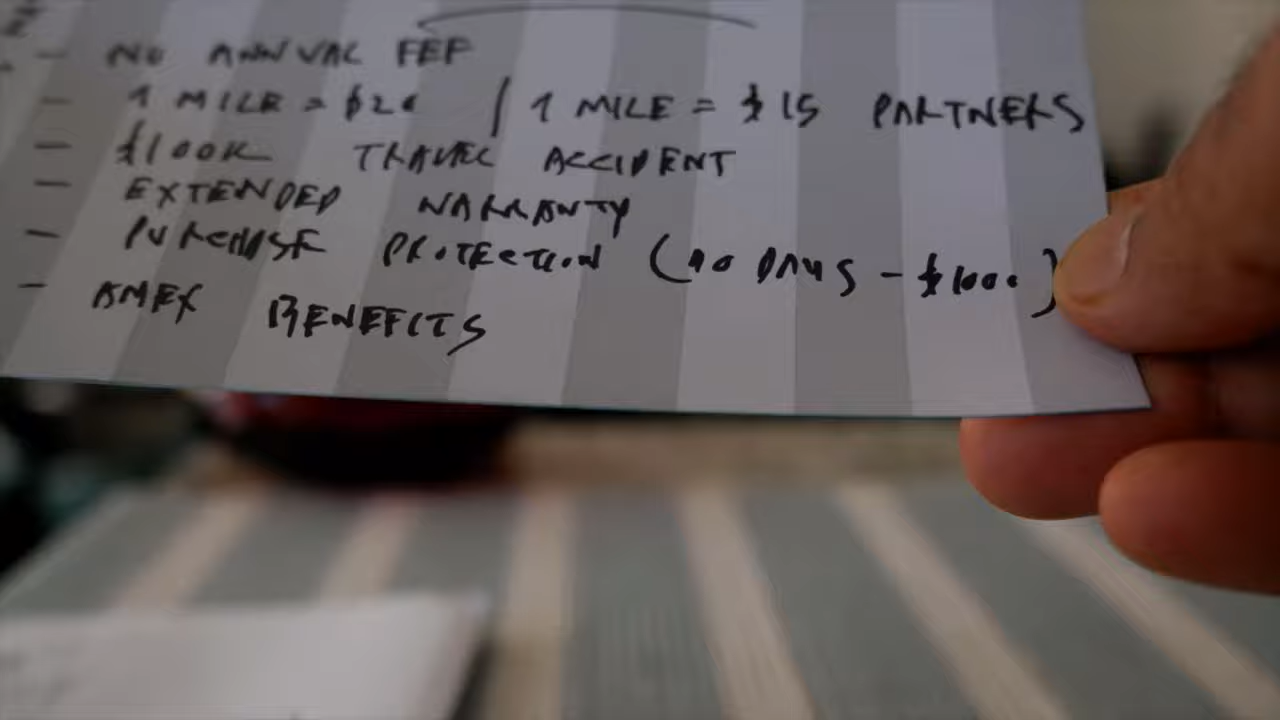 - NO ANNUAL FEE
- 1 MILE = $20 / 1 MILE = $15 PARTNERS
- $100K TRAVEL ACCIDENT
- EXTENDED WARRANTY
- PURCHASE PROTECTION (90 DAYS - $1000)
- AMEX BENEFITS